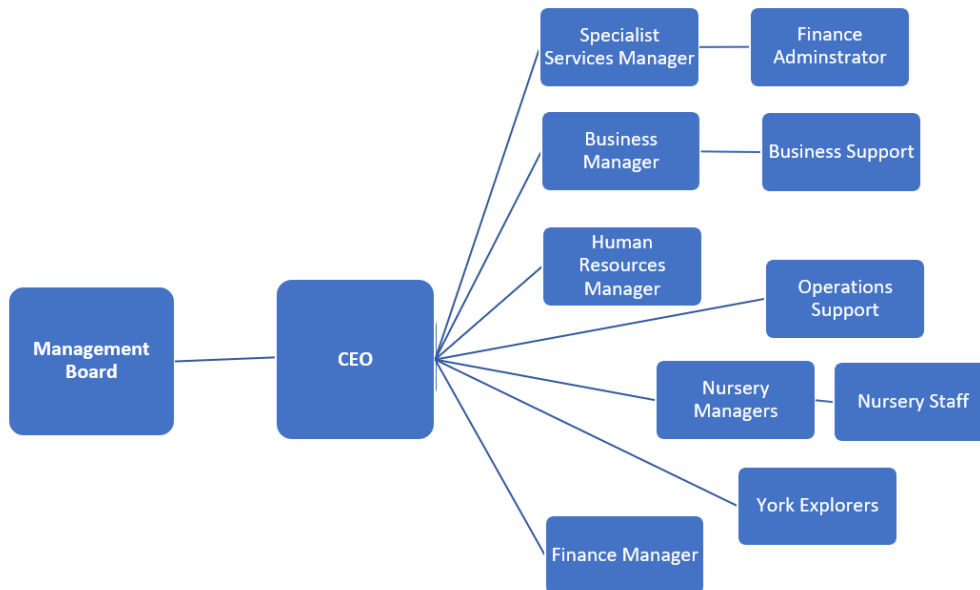 Specialist
Services Manager
Finance
Adminstrator
Business
Manager
Business Support
Human
Resources
Manager
Operations
Support
Management
Board
CEO
Nursery
Managers
Nursery Staff
York Explorers
Finance Manager